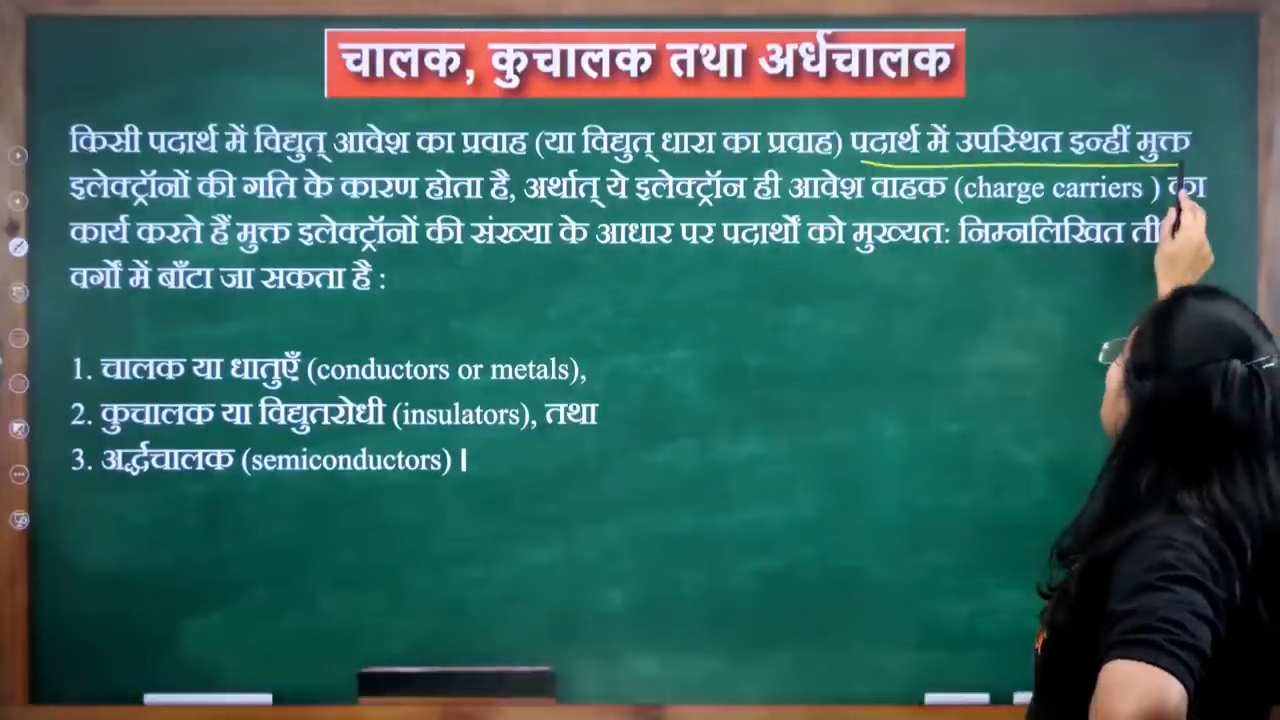 चालक, कुचालक तथा अर्धचालक
किसी पदार्थ में विद्युत् आवेश का प्रवाह (या विद्युत् धारा का प्रवाह) पदार्थ में उपस्थित इन्हीं मुक्त
इलेक्ट्रॉनों की गति के कारण होता है, अर्थात् ये इलेक्ट्रॉन ही आवेश वाहक (charge carriers ) का
कार्य करते हैं मुक्त इलेक्ट्रॉनों की संख्या के आधार पर पदार्थों को मुख्यत: निम्नलिखित ती
वर्गों में बाँटा जा सकता है :
1. चालक या धातुएँ (conductors or metals),
2. कुचालक या विद्युतरोधी (insulators), तथा
3. अर्द्धचालक (semiconductors) ।